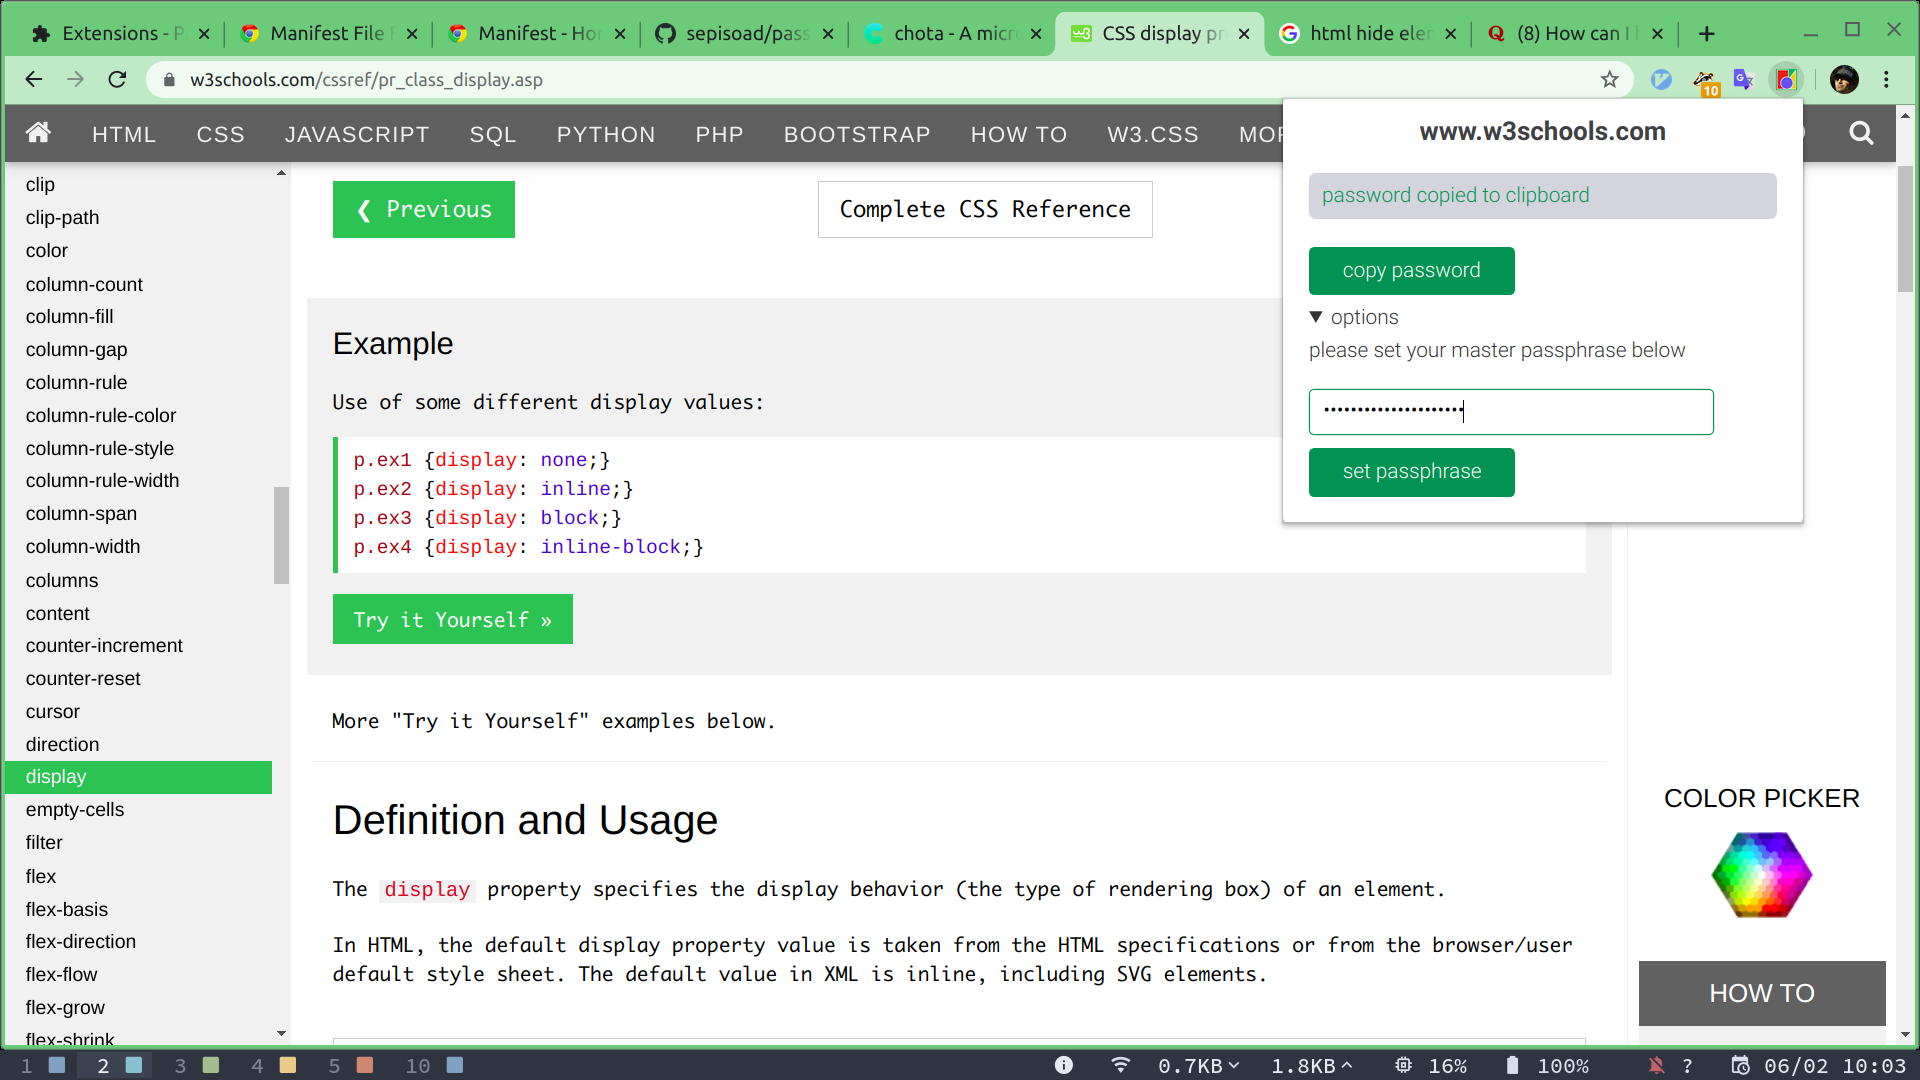 Extensions - P
Manifest File F
Manifest - Hor
sepisoad/pass
chota - A micr
CSS display pr
html hide eler
(8) How can I
w3schools.com/cssref/pr_class_display.asp
10
HTML
CSS
JAVASCRIPT
SQL
PYTHON
PHP
BOOTSTRAP
HOW TO
W3.CSS
MOR
www.w3schools.com
password copied to clipboard
copy password
▼ options
please set your master passphrase below
•••••••••••••••••••••
set passphrase
clip
clip-path
color
column-count
column-fill
column-gap
column-rule
column-rule-color
column-rule-style
column-rule-width
column-span
column-width
columns
content
counter-increment
counter-reset
cursor
direction
display
empty-cells
filter
flex
flex-basis
flex-direction
flex-flow
flex-grow
flex-shrink
❮ Previous
Complete CSS Reference
Example
Use of some different display values:
p.ex1 {display: none;}
p.ex2 {display: inline;}
p.ex3 {display: block;}
p.ex4 {display: inline-block;}
Try it Yourself »
More "Try it Yourself" examples below.
Definition and Usage
The display property specifies the display behavior (the type of rendering box) of an element.
In HTML, the default display property value is taken from the HTML specifications or from the browser/user
default style sheet. The default value in XML is inline, including SVG elements.
COLOR PICKER
HOW TO
1 2 3 4 5 10
0.7KB
1.8KB
16%
100%
?
06/02 10:03